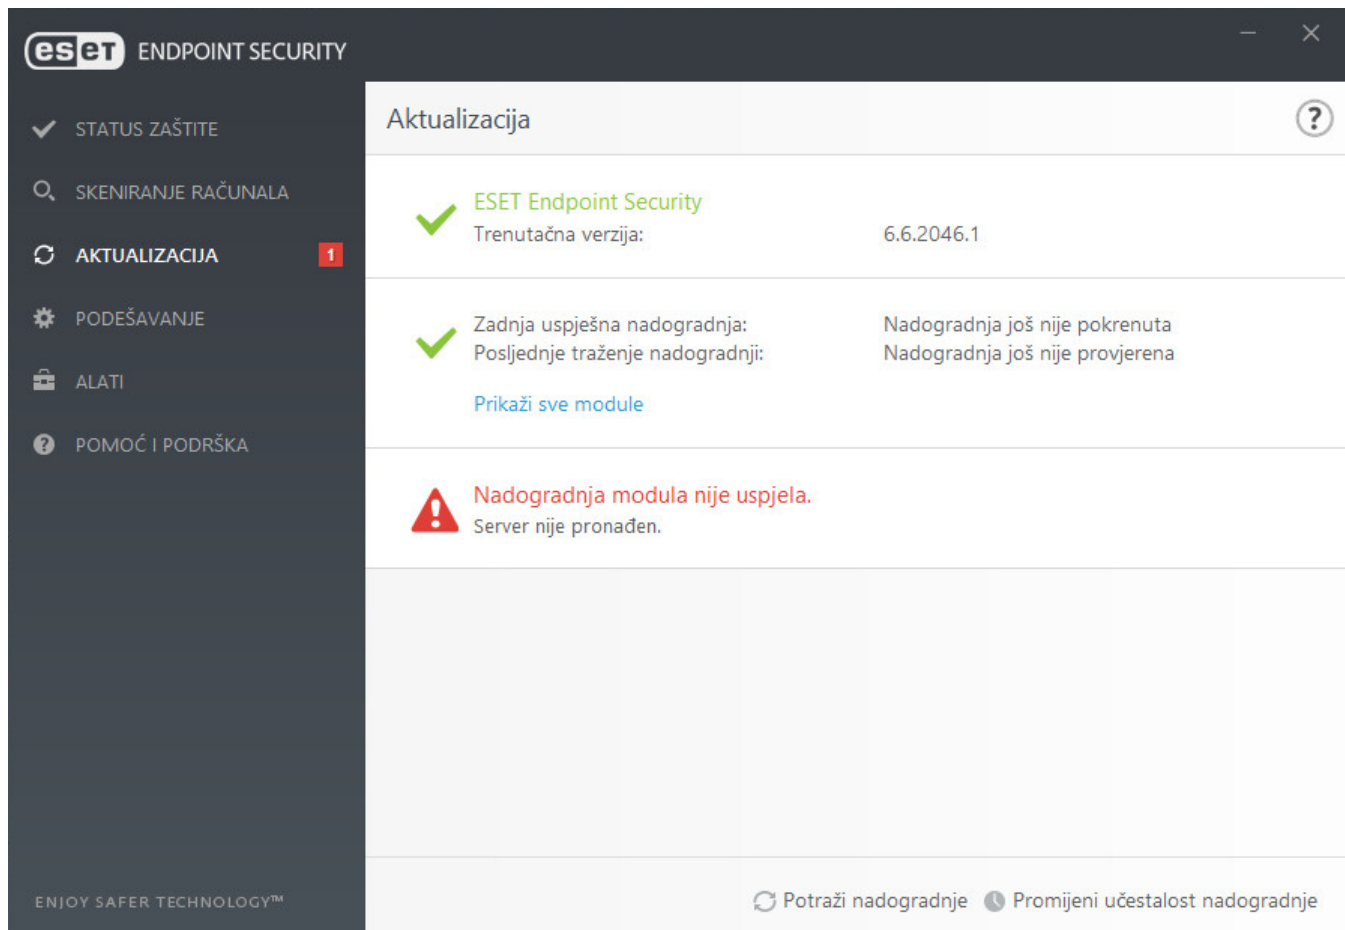 eset ENDPOINT SECURITY
STATUS ZAŠTITE
SKENIRANJE RAČUNALA
AKTUALIZACIJA 1
PODEŠAVANJE
ALATI
POMOĆ I PODRŠKA
ENJOY SAFER TECHNOLOGY™
Aktualizacija ?
ESET Endpoint Security
Trenutačna verzija: 6.6.2046.1
Zadnja uspješna nadogradnja: Nadogradnja još nije pokrenuta
Posljednje traženje nadogradnji: Nadogradnja još nije provjerena
Prikaži sve module
Nadogradnja modula nije uspjela.
Server nije pronađen.
Potraži nadogradnje Promijeni učestalost nadogradnje